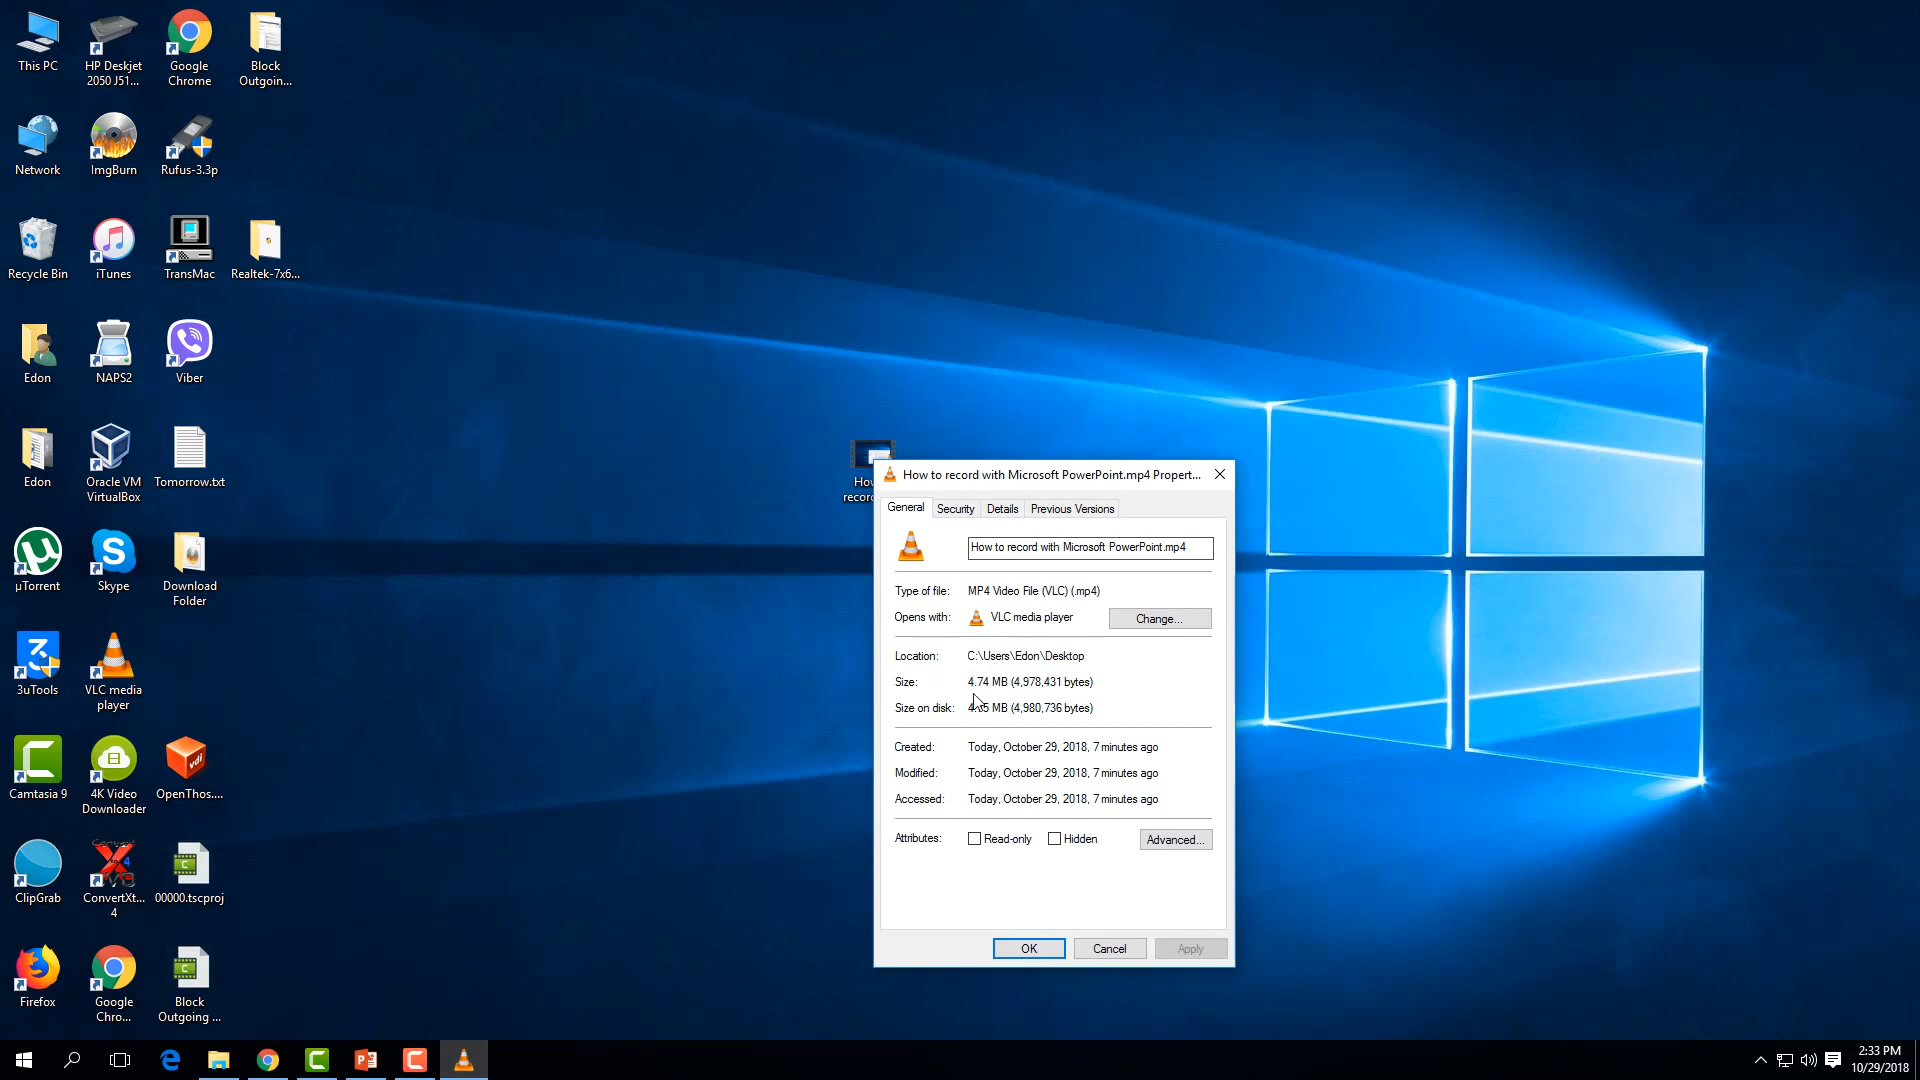 This PC
HP Deskjet
2050 J51...
Google
Chrome
Block
Outgoin...
Network
ImgBurn
Rufus-3.3p
Recycle Bin
iTunes
TransMac
Realtek-7x6...
Edon
NAPS2
Viber
Edon
Oracle VM
VirtualBox
Tomorrow.txt
µTorrent
Skype
Download
Folder
3uTools
VLC media
player
Camtasia 9
4K Video
Downloader
OpenThos....
ClipGrab
ConvertXt...
4
00000.tscproj
Firefox
Google
Chro...
Block
Outgoing ...
How to record with Microsoft PowerPoint.mp4 Propert...
General
Security
Details
Previous Versions
How to record with Microsoft PowerPoint.mp4
Type of file: MP4 Video File (VLC) (.mp4)
Opens with: VLC media player
Change...
Location: C:\Users\Edon\Desktop
Size: 4.74 MB (4,978,431 bytes)
Size on disk: MB (4,980,736 bytes)
Created: Today, October 29, 2018, 7 minutes ago
Modified: Today, October 29, 2018, 7 minutes ago
Accessed: Today, October 29, 2018, 7 minutes ago
Attributes: Read-only Hidden
Advanced...
OK
Cancel
Apply
2:33 PM
10/29/2018